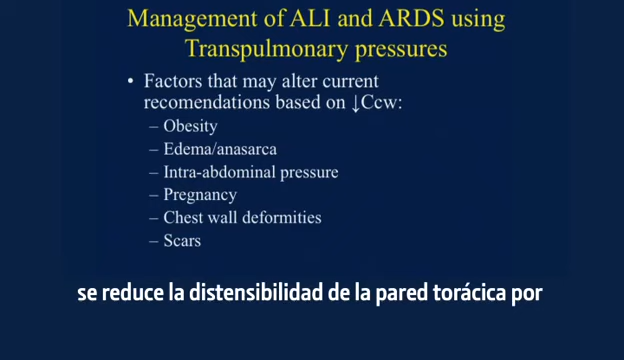 Management of ALI and ARDS using
Transpulmonary pressures
• Factors that may alter current
recomendations based on ↓Ccw:
– Obesity
– Edema/anasarca
– Intra-abdominal pressure
– Pregnancy
– Chest wall deformities
– Scars
se reduce la distensibilidad de la pared torácica por